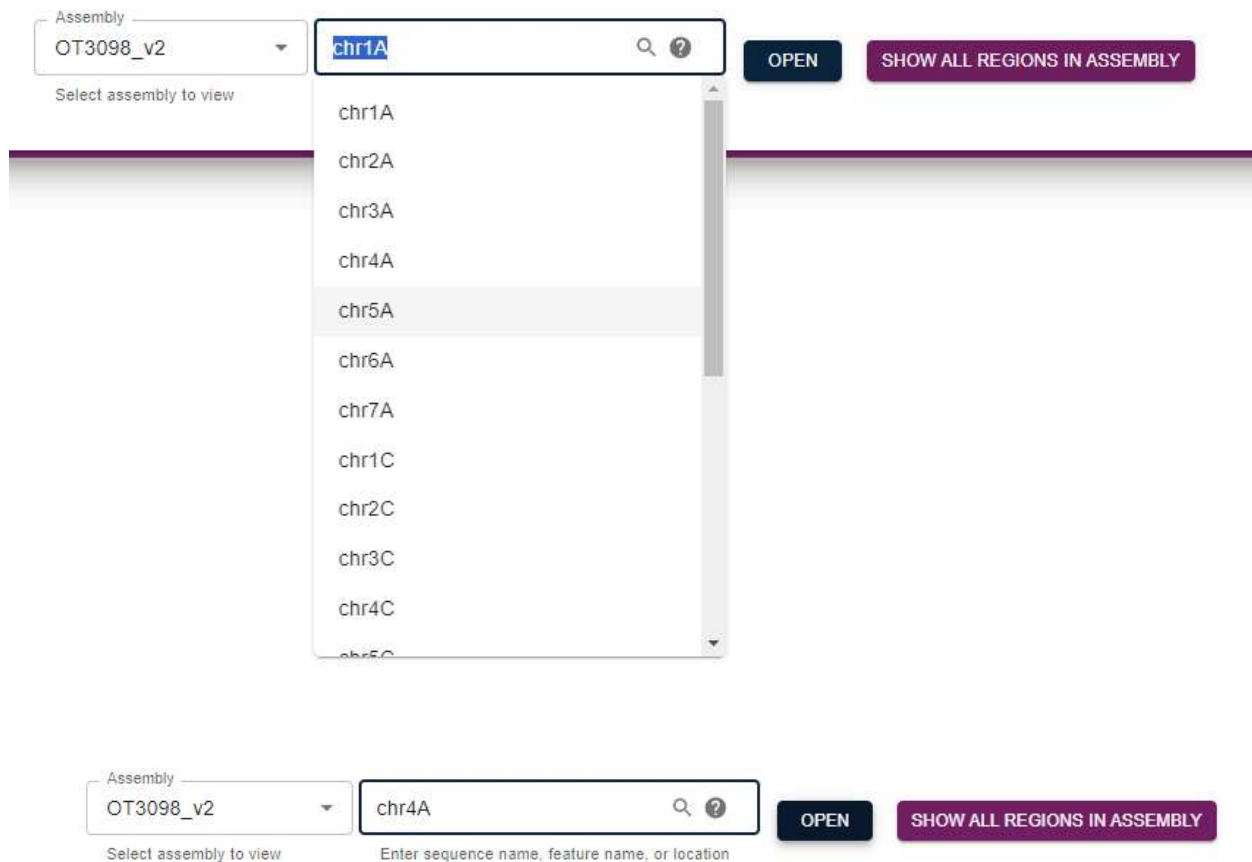 Assembly
OT3098_v2
chr1A
OPEN
SHOW ALL REGIONS IN ASSEMBLY
Select assembly to view
chr1A
chr2A
chr3A
chr4A
chr5A
chr6A
chr7A
chr1C
chr2C
chr3C
chr4C
chr5C
Assembly
OT3098_v2
chr4A
OPEN
SHOW ALL REGIONS IN ASSEMBLY
Select assembly to view
Enter sequence name, feature name, or location